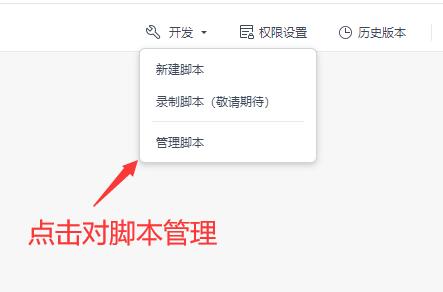 开发 权限设置 历史版本
新建脚本
录制脚本（敬请期待）
管理脚本
点击对脚本管理